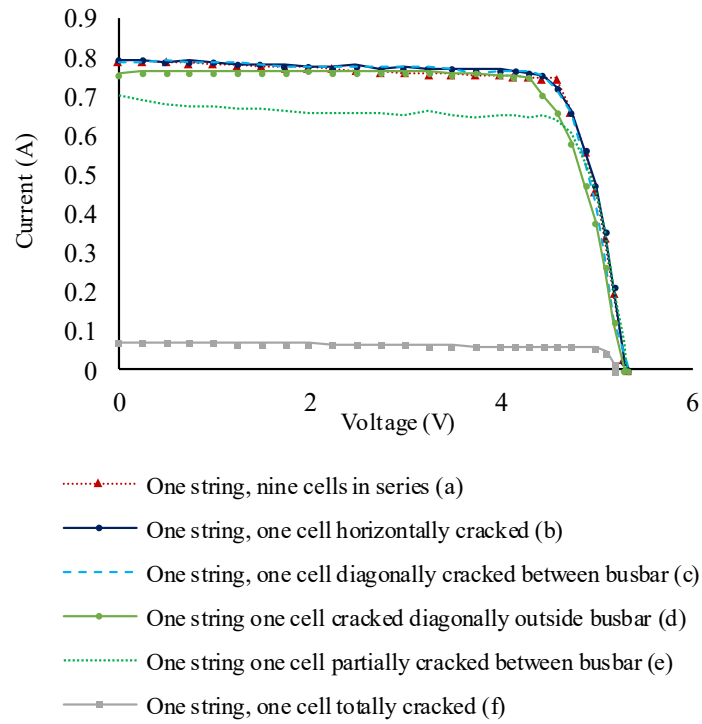 0.9
0.8
0.7
0.6
0.5
0.4
0.3
0.2
0.1
0
Current (A)
0 2 4 6
Voltage (V)
One string, nine cells in series (a)
One string, one cell horizontally cracked (b)
One string, one cell diagonally cracked between busbar (c)
One string one cell cracked diagonally outside busbar (d)
One string one cell partially cracked between busbar (e)
One string, one cell totally cracked (f)